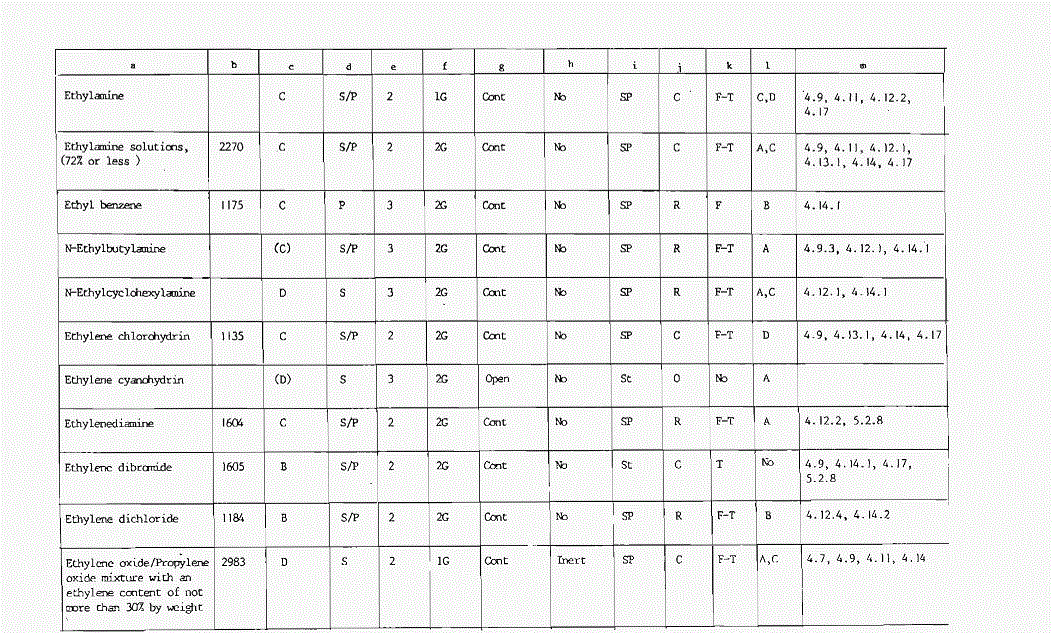 a b c d e f g h i j k l m
Ethylamine C S/P 2 1G Cont No SP C F-T C,D 4.9, 4.11, 4.12.2,
4.17
Ethylamine solutions, 2270 C S/P 2 2G Cont No SP C F-T A,C 4.9, 4.11, 4.12.1,
(72% or less ) 4.13.1, 4.14, 4.17
Ethyl benzene 1175 C P 3 2G Cont No SP R F B 4.14.1
N-Ethylbutylamine (C) S/P 3 2G Cont No SP R F-T A 4.9.3, 4.12.1, 4.14.1
N-Ethylcyclohexylamine D S 3 2G Cont No SP R F-T A,C 4.12.1, 4.14.1
Ethylene chlorohydrin 1135 C S/P 2 2G Cont No SP C F-T D 4.9, 4.13.1, 4.14, 4.17
Ethylene cyanohydrin (D) S 3 2G Open No St O No A
Ethylenediamine 1604 C S/P 2 2G Cont No SP R F-T A 4.12.2, 5.2.8
Ethylene dibromide 1605 B S/P 2 2G Cont No St C T No 4.9, 4.14.1, 4.17,
5.2.8
Ethylene dichloride 1184 B S/P 2 2G Cont No SP R F-T B 4.12.4, 4.14.2
Ethylene oxide/Propylene 2983 D S 2 1G Cont Inert SP C F-T A,C 4.7, 4.9, 4.11, 4.14
oxide mixture with an
ethylene content of not
more than 30% by weight